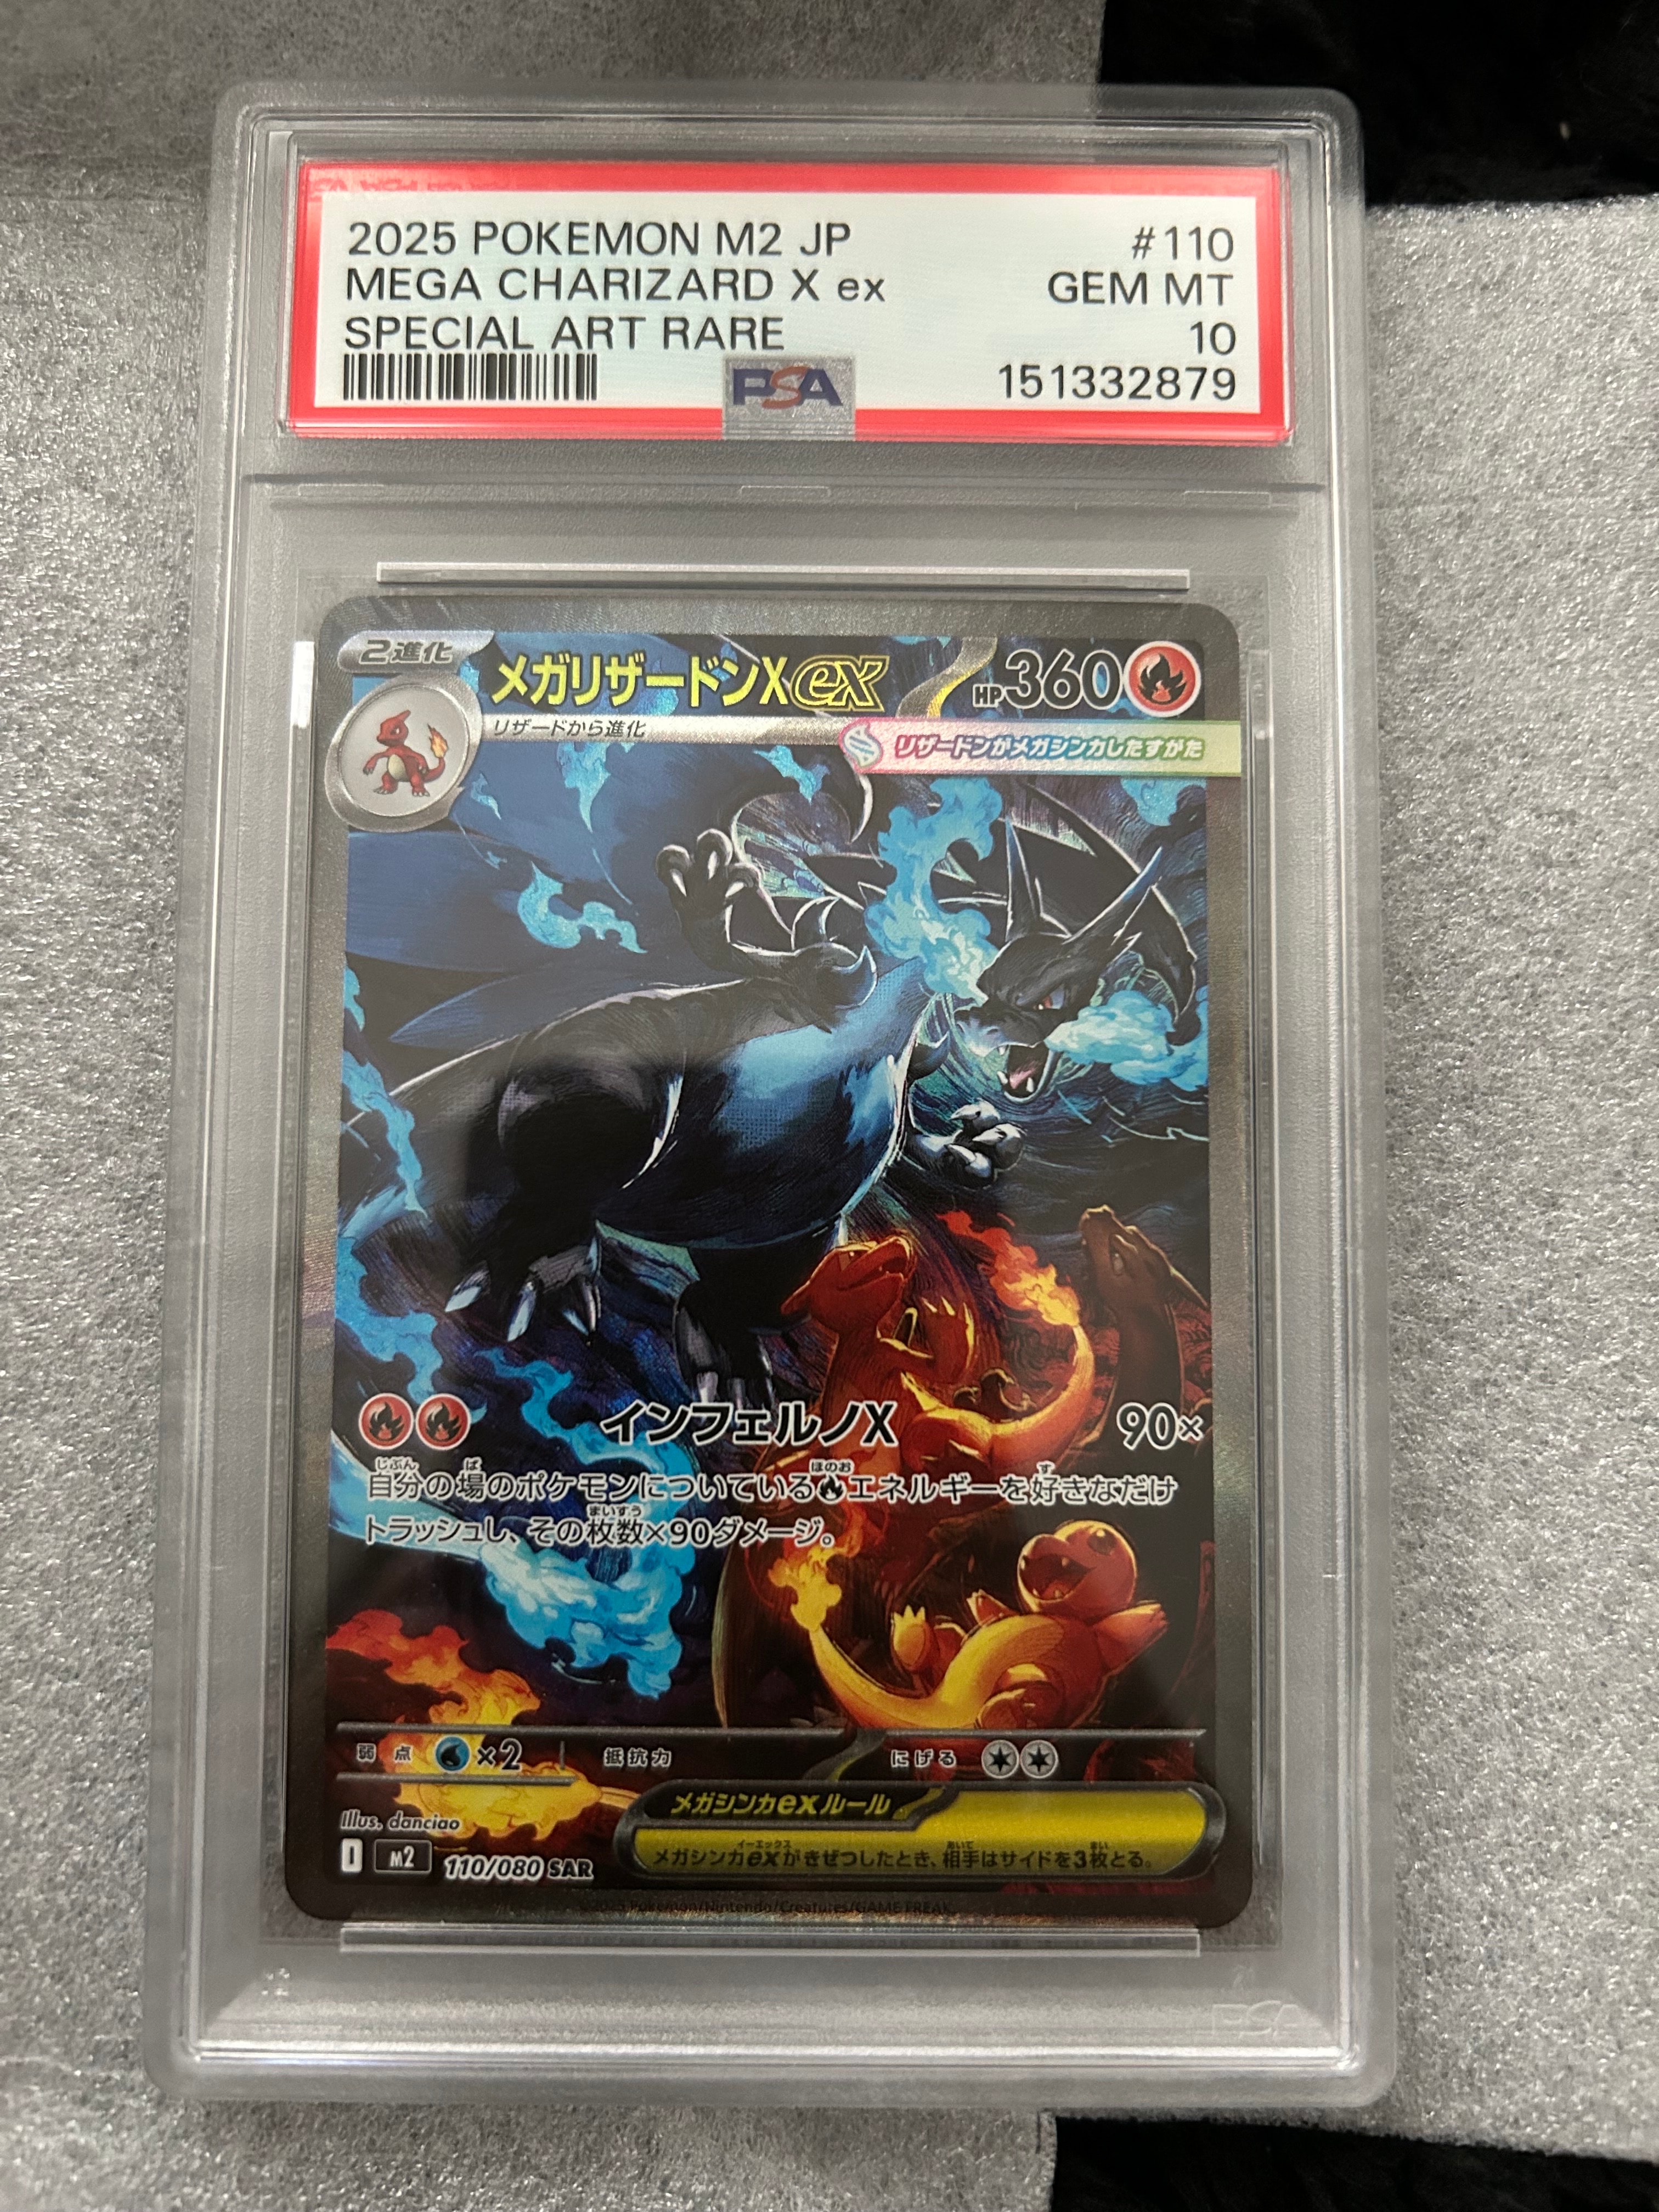 2025 POKEMON M2 JP #110
MEGA CHARIZARD X ex GEM MT
SPECIAL ART RARE 10
PSA 151332879
2進化 メガリザードンXex HP360
リザードから進化
リザードンがメガシンカしたすがた
インフェルノX 90×
自分の場のポケモンについているエネルギーを好きなだけ
トラッシュし、その枚数×90ダメージ。
弱点 ×2 抵抗力 にげる
メガシンカexルール
メガシンカexがきぜつしたとき、相手はサイドを3枚とる。
Illus. danciao
I M2 110/080 SAR
©2025 Pokémon/Nintendo/Creatures/GAME FREAK.
PSA